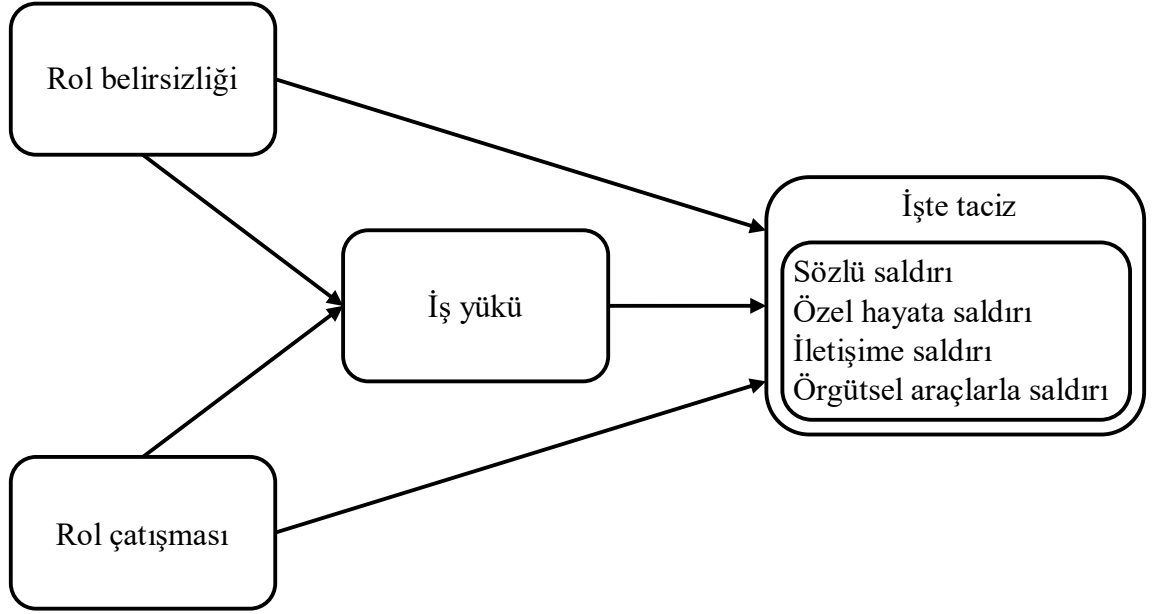 Rol belirsizliği
İşte taciz
Sözlü saldırı
Özel hayata saldırı
İletişime saldırı
Örgütsel araçlarla saldırı
İş yükü
Rol çatışması